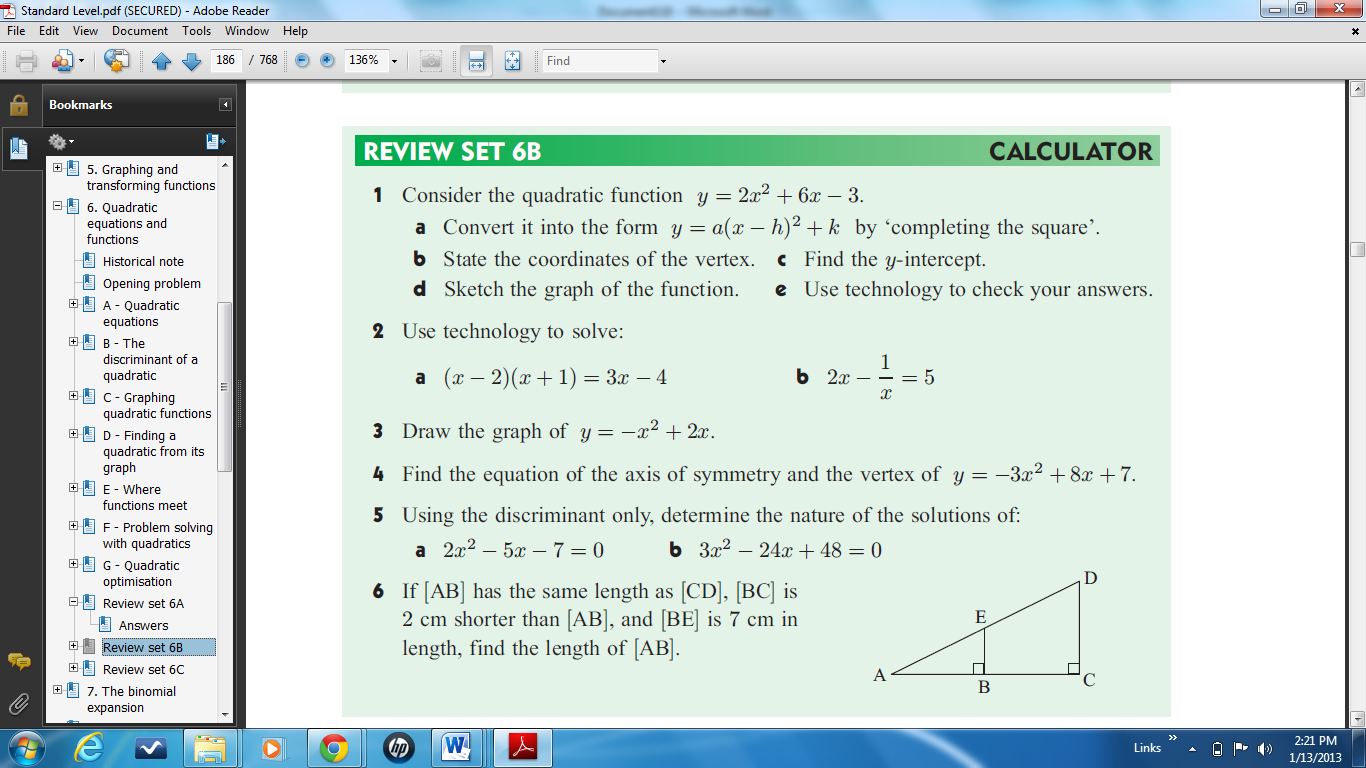 Standard Level.pdf (SECURED) - Adobe Reader
File Edit View Document Tools Window Help
186 / 768 136% Find
Bookmarks
5. Graphing and
transforming functions
6. Quadratic
equations and
functions
Historical note
Opening problem
A - Quadratic
equations
B - The
discriminant of a
quadratic
C - Graphing
quadratic functions
D - Finding a
quadratic from its
graph
E - Where
functions meet
F - Problem solving
with quadratics
G - Quadratic
optimisation
Review set 6A
Answers
Review set 6B
Review set 6C
7. The binomial
expansion
REVIEW SET 6B CALCULATOR
1 Consider the quadratic function y = 2x² + 6x − 3.
a Convert it into the form y = a(x − h)² + k by ‘completing the square’.
b State the coordinates of the vertex. c Find the y-intercept.
d Sketch the graph of the function. e Use technology to check your answers.
2 Use technology to solve:
a (x − 2)(x + 1) = 3x − 4 b 2x − 1/x = 5
3 Draw the graph of y = −x² + 2x.
4 Find the equation of the axis of symmetry and the vertex of y = −3x² + 8x + 7.
5 Using the discriminant only, determine the nature of the solutions of:
a 2x² − 5x − 7 = 0 b 3x² − 24x + 48 = 0
6 If [AB] has the same length as [CD], [BC] is
2 cm shorter than [AB], and [BE] is 7 cm in
length, find the length of [AB].
D
E
A
B
C
hp
Links
2:21 PM
1/13/2013